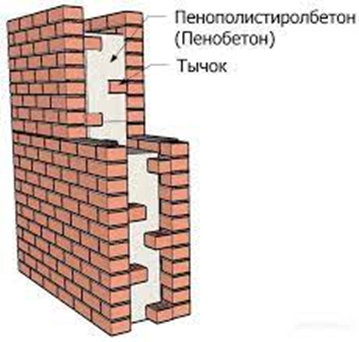 Пенополистиролбетон
(Пенобетон)
Тычок